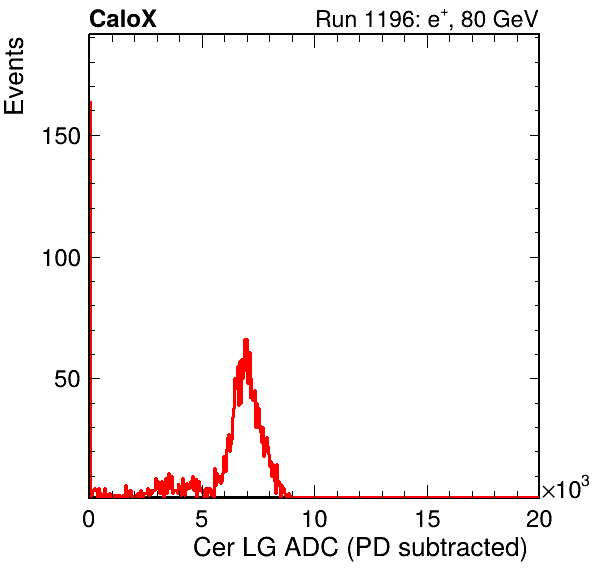 CaloX Run 1196: e⁺, 80 GeV
Events
150
100
50
0 5 10 15 20
×10³
Cer LG ADC (PD subtracted)